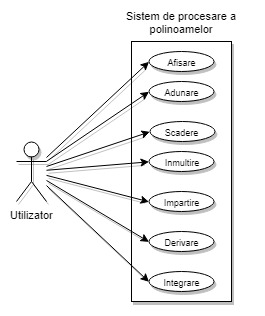 Sistem de procesare a
polinoamelor
Afisare
Adunare
Scadere
Inmultire
Impartire
Derivare
Integrare
Utilizator